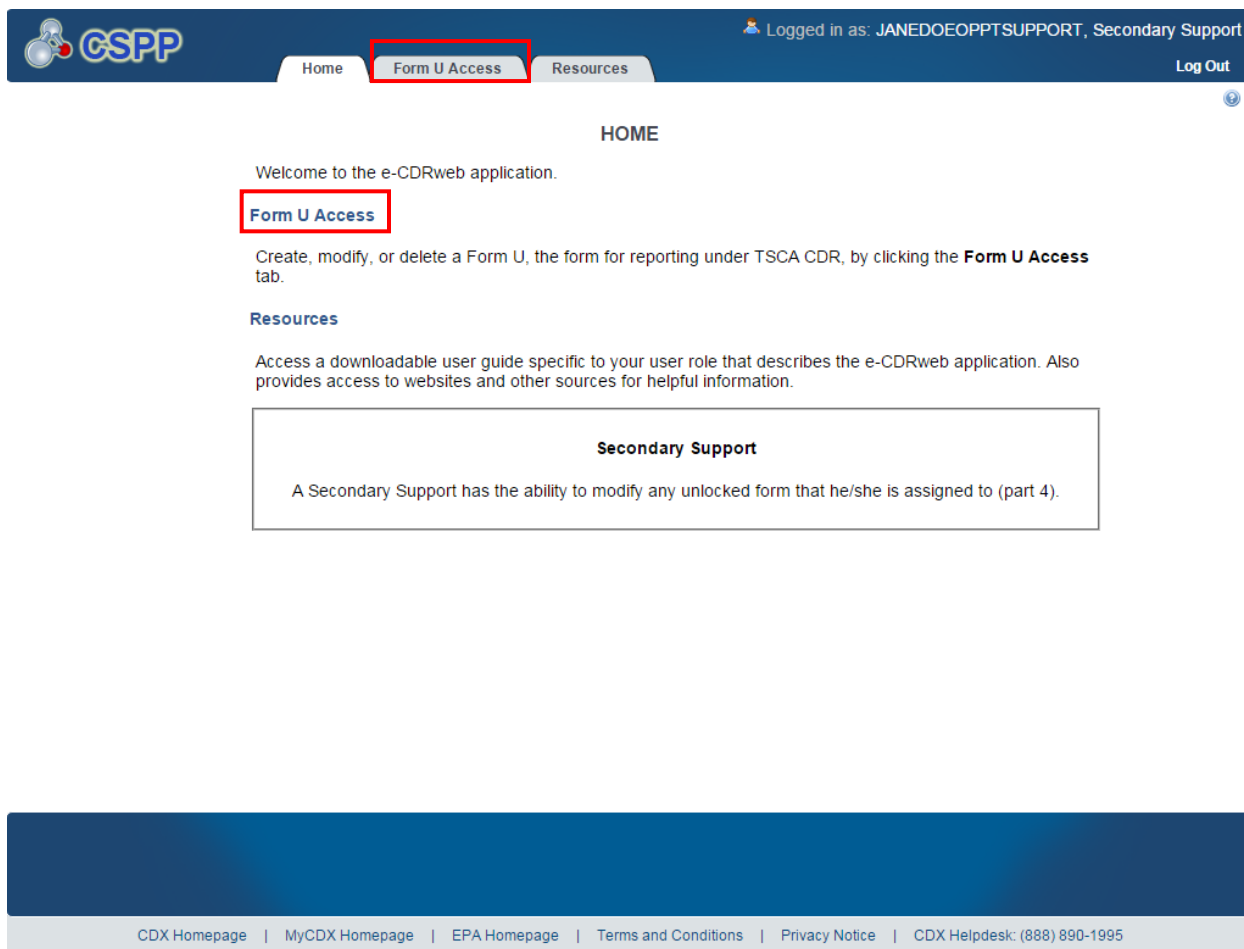 CSPP
Logged in as: JANEDOEOPPTSUPPORT, Secondary Support
Home Form U Access Resources Log Out
?
HOME
Welcome to the e-CDRweb application.
Form U Access
Create, modify, or delete a Form U, the form for reporting under TSCA CDR, by clicking the Form U Access
tab.
Resources
Access a downloadable user guide specific to your user role that describes the e-CDRweb application. Also
provides access to websites and other sources for helpful information.
Secondary Support
A Secondary Support has the ability to modify any unlocked form that he/she is assigned to (part 4).
CDX Homepage | MyCDX Homepage | EPA Homepage | Terms and Conditions | Privacy Notice | CDX Helpdesk: (888) 890-1995